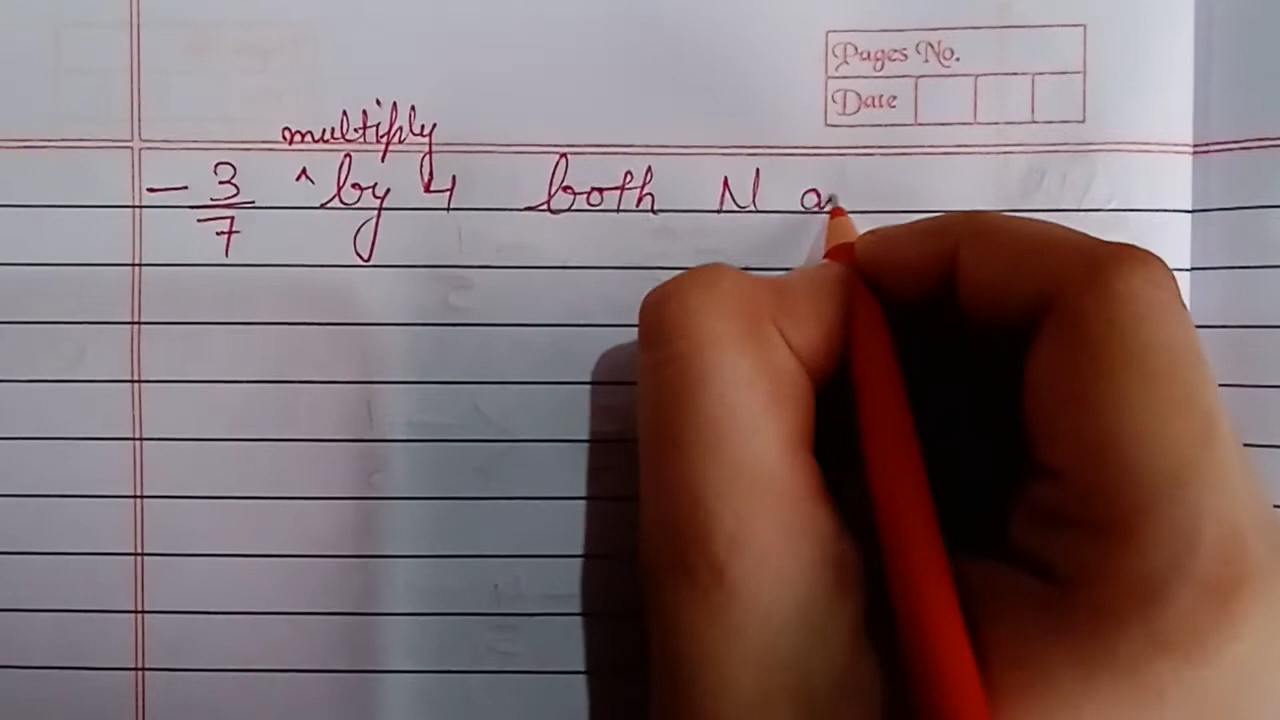 Pages No.
Date
multiply
- 3/7 ^ by 4 both N a